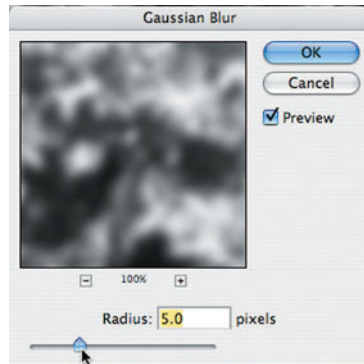 Gaussian Blur
OK
Cancel
Preview
100%
Radius: 5.0 pixels